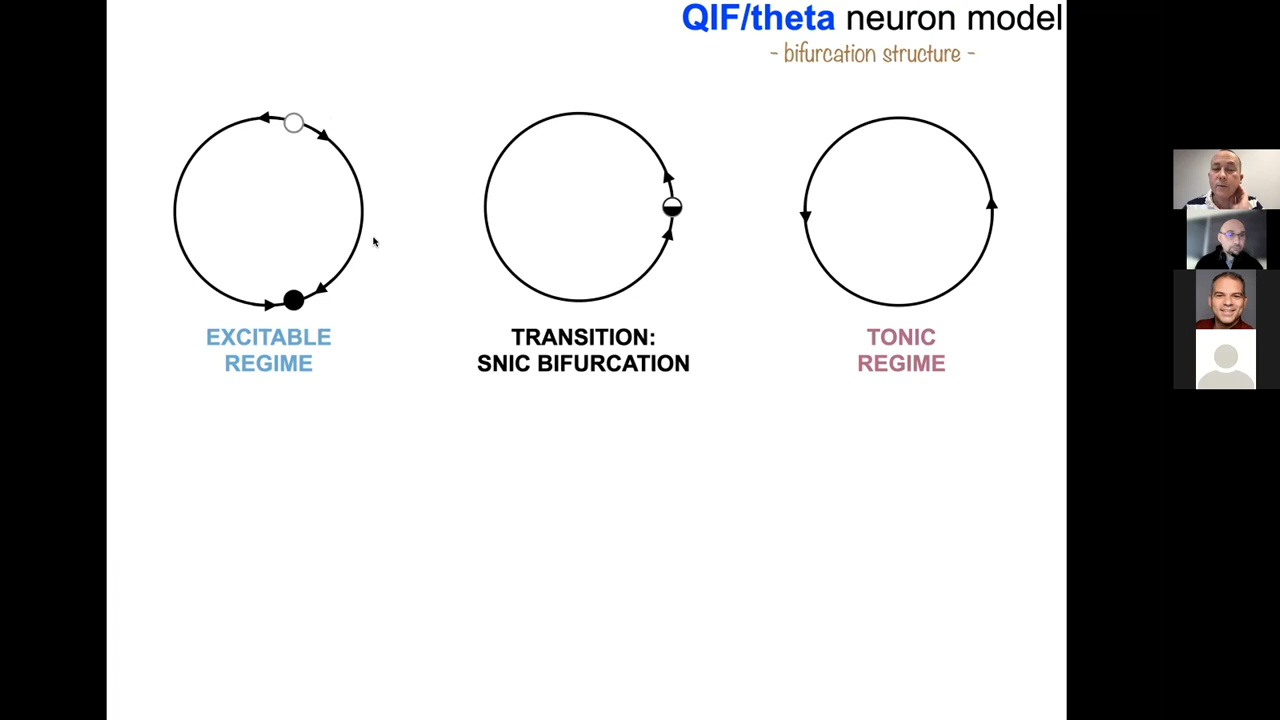 QIF/theta neuron model
- bifurcation structure -
EXCITABLE
REGIME
TRANSITION:
SNIC BIFURCATION
TONIC
REGIME